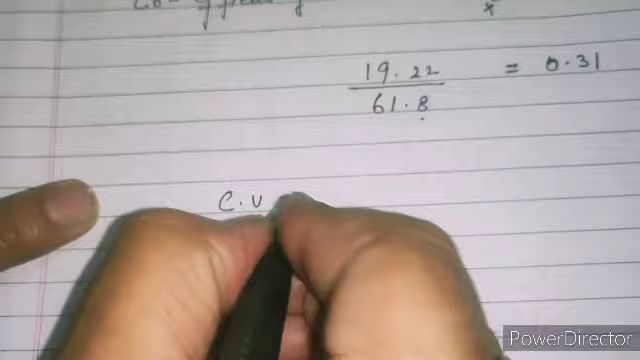 x̄
19.22 = 0.31
61.8
C.V
PowerDirector